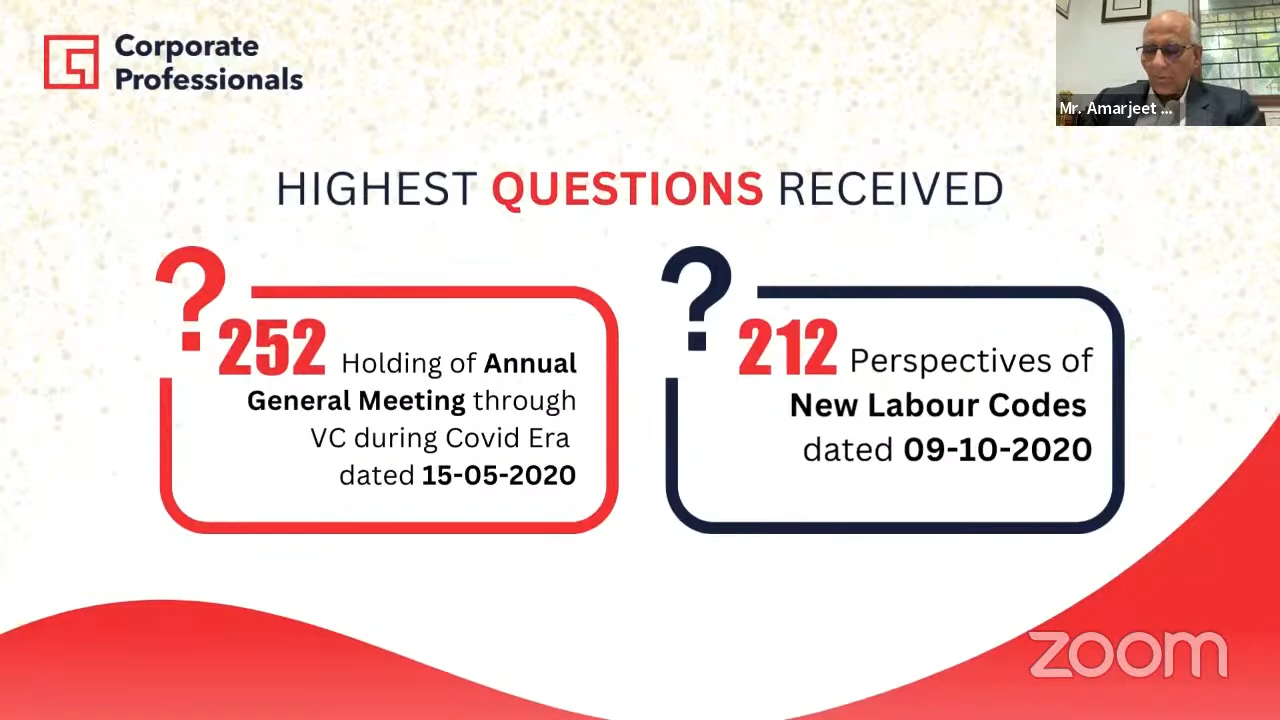 Corporate
Professionals
Mr. Amarjeet ...
HIGHEST QUESTIONS RECEIVED
?
252 Holding of Annual
General Meeting through
VC during Covid Era
dated 15-05-2020
?
212 Perspectives of
New Labour Codes
dated 09-10-2020
zoom